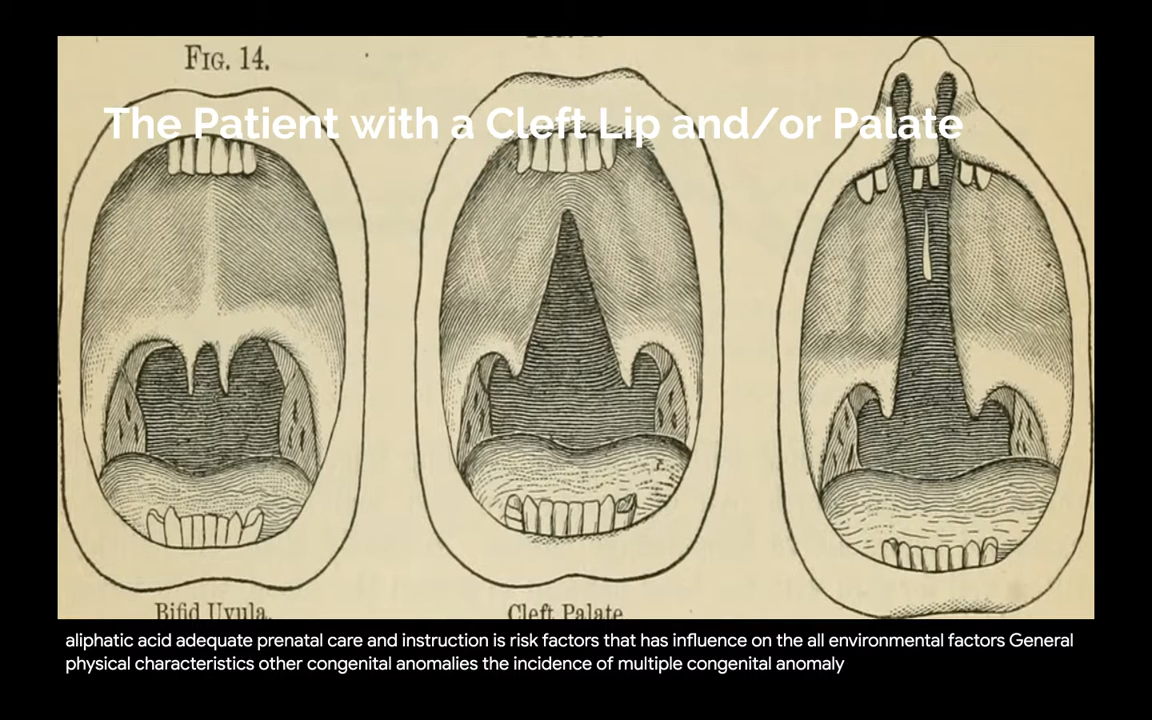 FIG. 14.
The Patient with a Cleft Lip and/or Palate
Bifid Uvula.
Cleft Palate
aliphatic acid adequate prenatal care and instruction is risk factors that has influence on the all environmental factors General
physical characteristics other congenital anomalies the incidence of multiple congenital anomaly